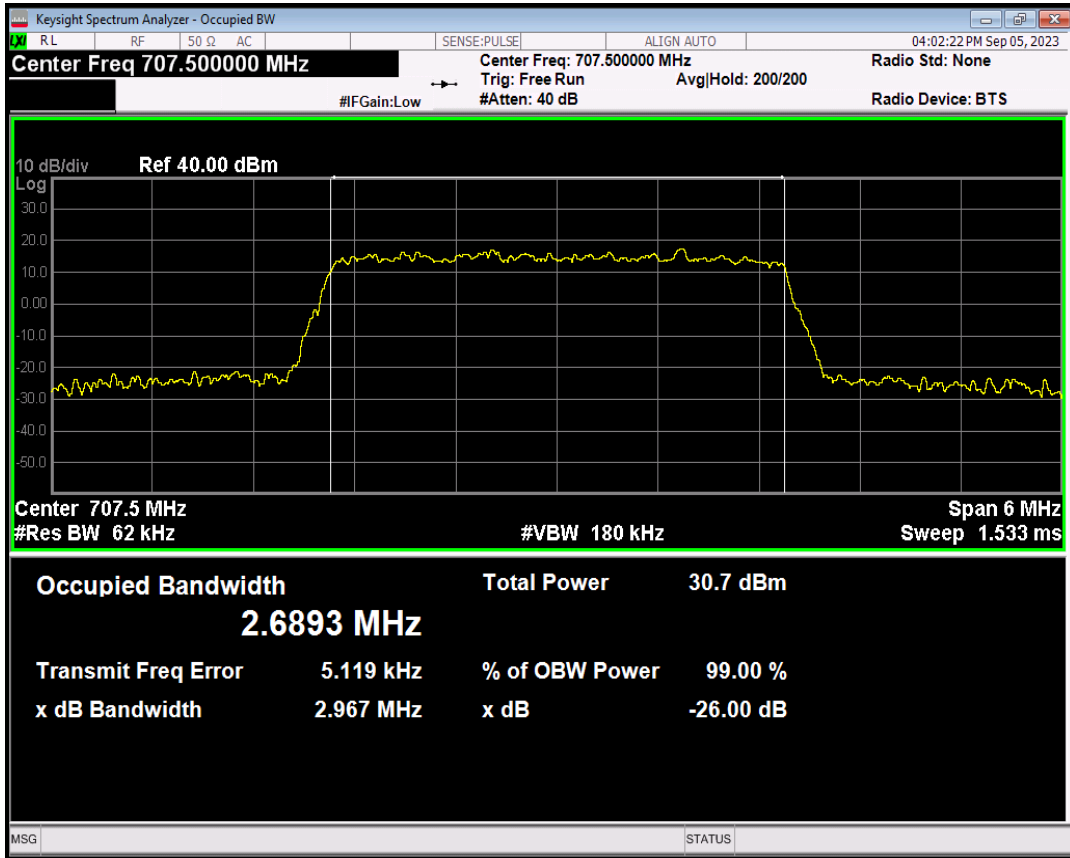 Keysight Spectrum Analyzer - Occupied BW
LXI RL RF 50 Ω AC SENSE:PULSE ALIGN AUTO 04:02:22 PM Sep 05, 2023
Center Freq 707.500000 MHz Center Freq: 707.500000 MHz Radio Std: None
Trig: Free Run Avg|Hold: 200/200
#IFGain:Low #Atten: 40 dB Radio Device: BTS
10 dB/div Ref 40.00 dBm
Log
30.0
20.0
10.0
0.00
-10.0
-20.0
-30.0
-40.0
-50.0
Center 707.5 MHz Span 6 MHz
#Res BW 62 kHz #VBW 180 kHz Sweep 1.533 ms
Occupied Bandwidth Total Power 30.7 dBm
2.6893 MHz
Transmit Freq Error 5.119 kHz % of OBW Power 99.00 %
x dB Bandwidth 2.967 MHz x dB -26.00 dB
MSG STATUS